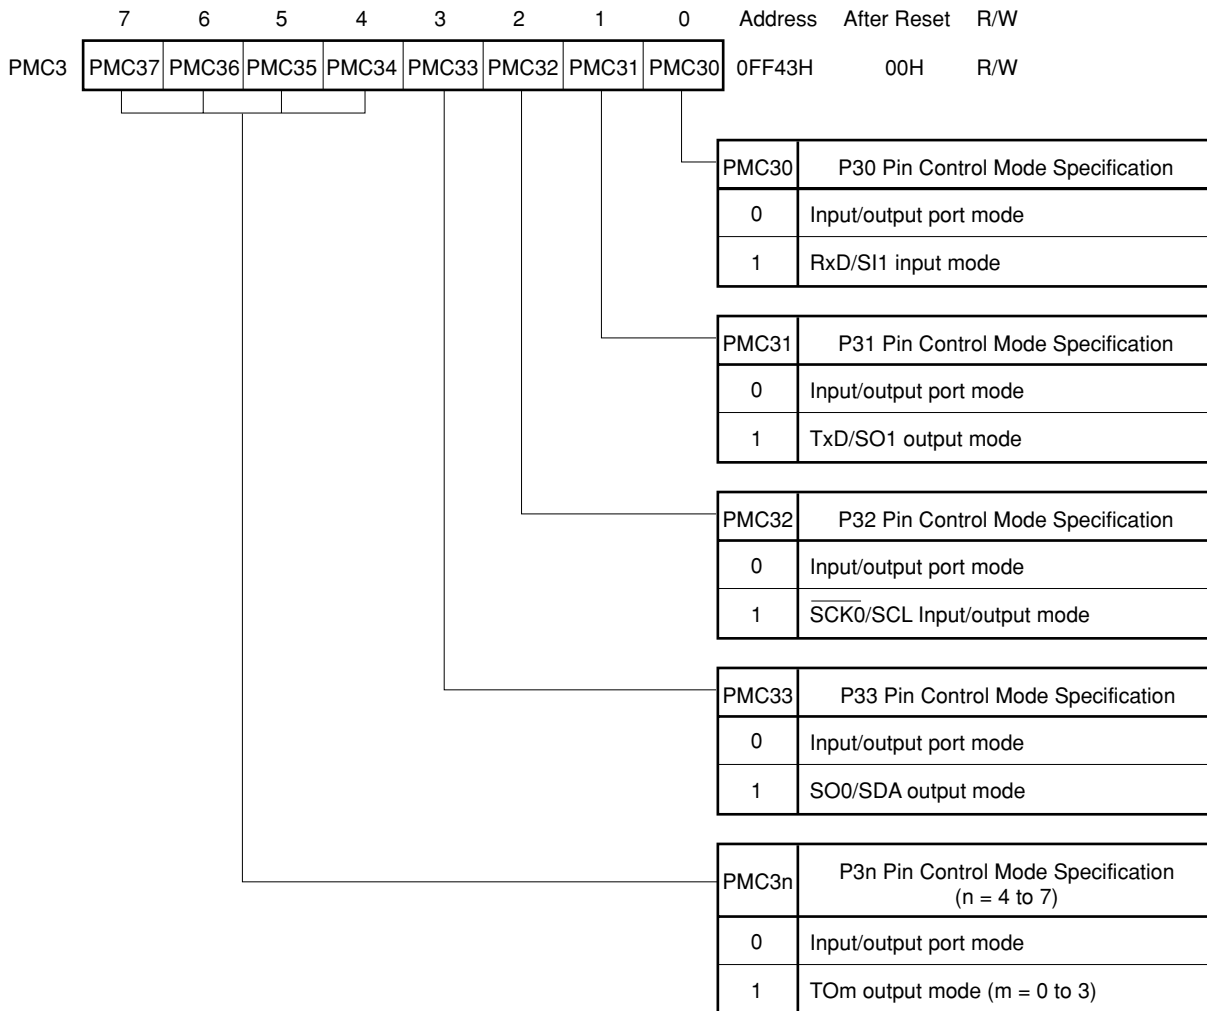 7 6 5 4 3 2 1 0 Address After Reset R/W
PMC3 PMC37 PMC36 PMC35 PMC34 PMC33 PMC32 PMC31 PMC30 0FF43H 00H R/W
PMC30 P30 Pin Control Mode Specification
0 Input/output port mode
1 RxD/SI1 input mode
PMC31 P31 Pin Control Mode Specification
0 Input/output port mode
1 TxD/SO1 output mode
PMC32 P32 Pin Control Mode Specification
0 Input/output port mode
1 S̅C̅K̅0̅/SCL Input/output mode
PMC33 P33 Pin Control Mode Specification
0 Input/output port mode
1 SO0/SDA output mode
PMC3n P3n Pin Control Mode Specification
(n = 4 to 7)
0 Input/output port mode
1 TOm output mode (m = 0 to 3)